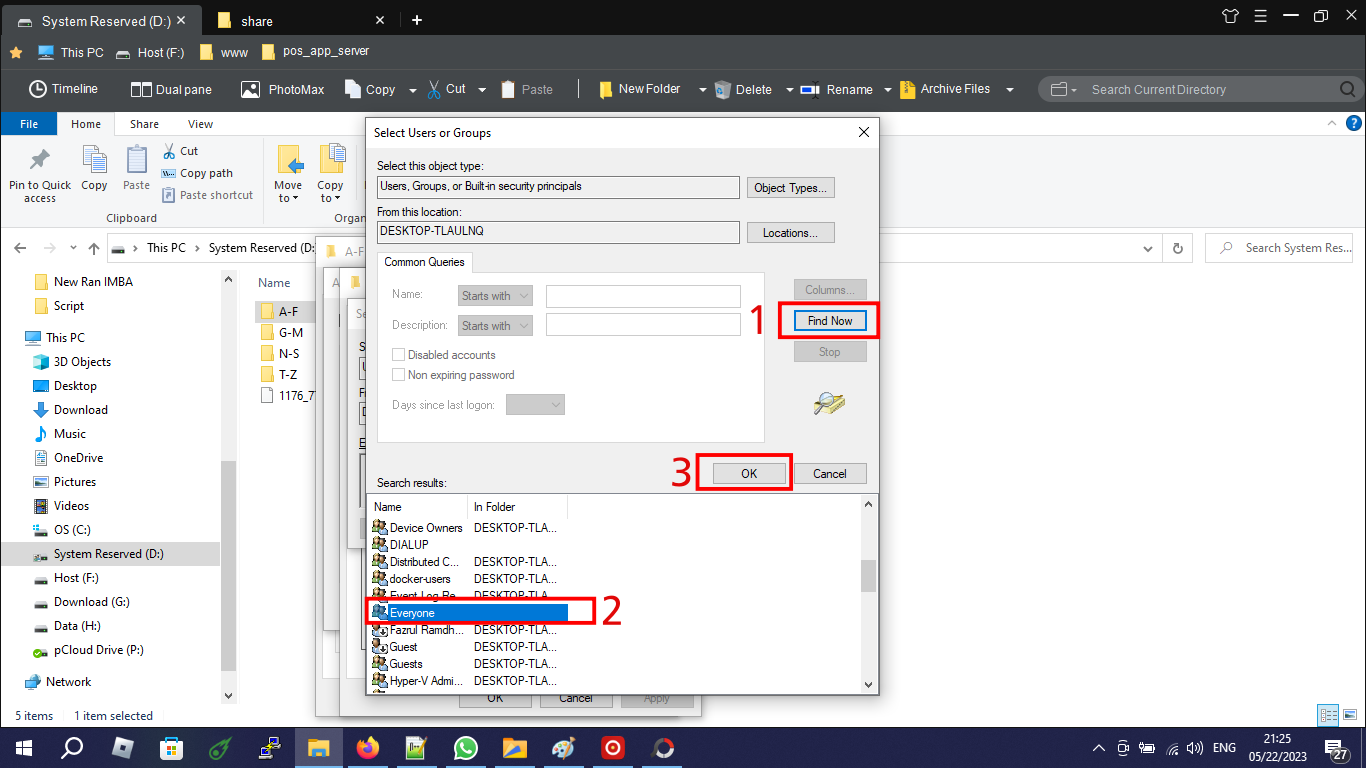 System Reserved (D:)
share
This PC
Host (F:)
www
pos_app_server
Timeline
Dual pane
PhotoMax
Copy
Cut
Paste
New Folder
Delete
Rename
Archive Files
Search Current Directory
File
Home
Share
View
Pin to Quick
access
Copy
Paste
Cut
Copy path
Paste shortcut
Clipboard
Move
to
Copy
to
Organ
This PC
System Reserved (D:
Search System Res...
New Ran IMBA
Script
This PC
3D Objects
Desktop
Download
Music
OneDrive
Pictures
Videos
OS (C:)
System Reserved (D:)
Host (F:)
Download (G:)
Data (H:)
pCloud Drive (P:)
Network
Name
A-F
G-M
N-S
T-Z
1176_7
A-F
Select Users or Groups
Select this object type:
Users, Groups, or Built-in security principals
Object Types...
From this location:
DESKTOP-TLAULNQ
Locations...
Common Queries
Name:
Starts with
Description:
Starts with
Disabled accounts
Non expiring password
Days since last logon:
Columns...
1
Find Now
Stop
3
OK
Cancel
Search results:
Name
In Folder
Device Owners
DESKTOP-TLA...
DIALUP
Distributed C...
DESKTOP-TLA...
docker-users
DESKTOP-TLA...
Event Log Re...
DESKTOP-TLA...
Everyone
2
Fazrul Ramdh...
DESKTOP-TLA...
Guest
DESKTOP-TLA...
Guests
DESKTOP-TLA...
Hyper-V Admi...
DESKTOP-TLA...
OK
Cancel
Apply
5 items
1 item selected
ENG
21:25
05/22/2023
27